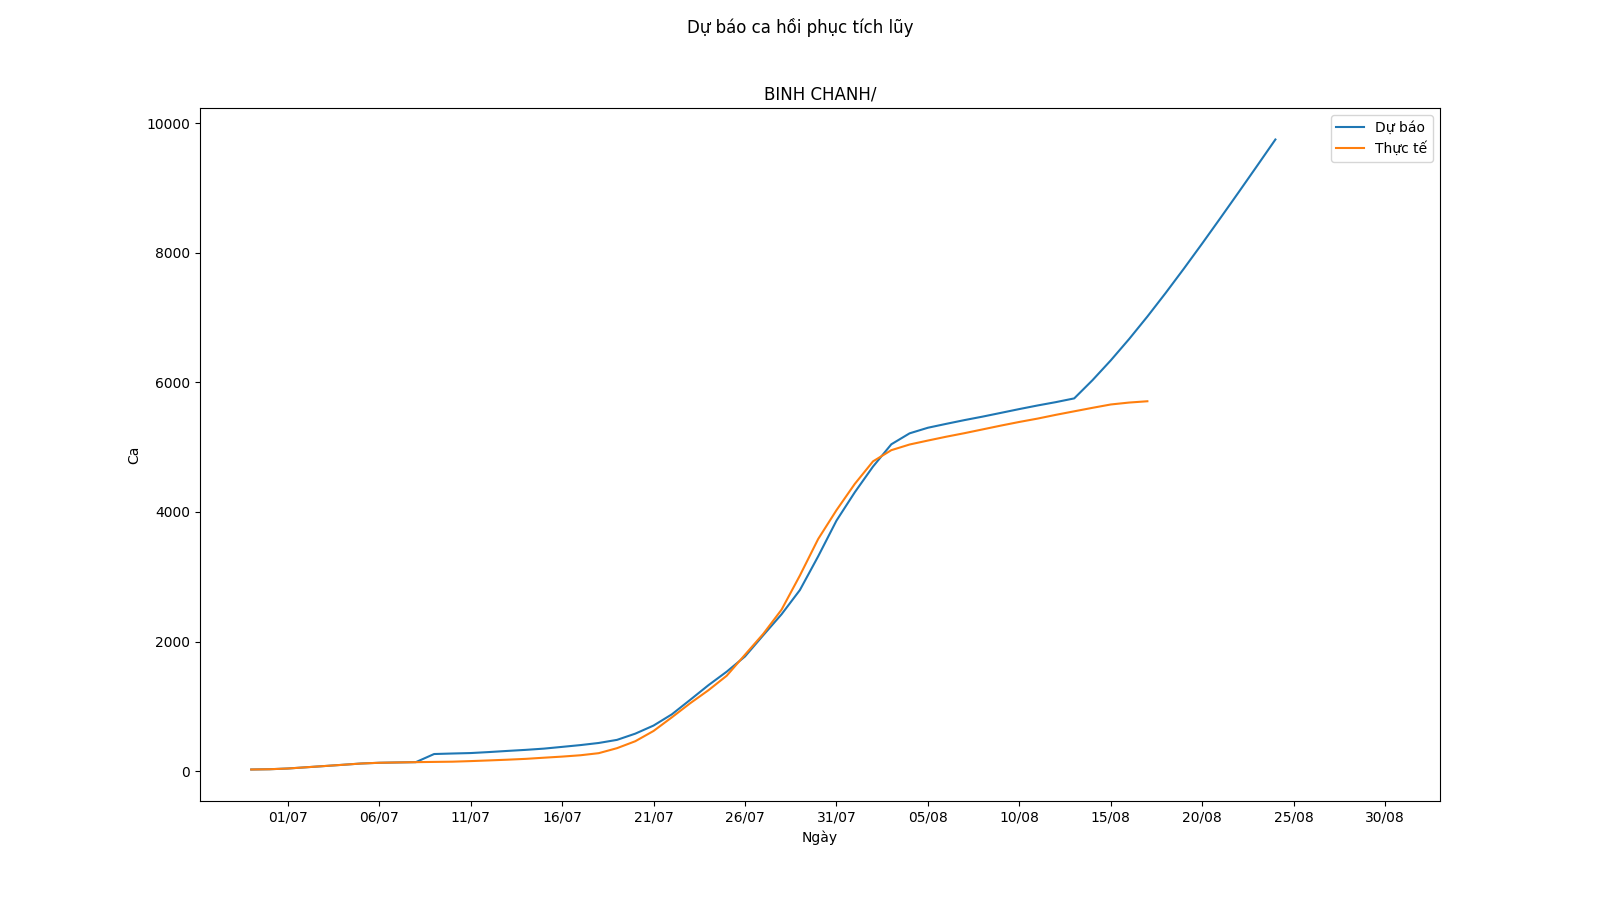 Dự báo ca hồi phục tích lũy
BINH CHANH/
Dự báo
Thực tế
10000
8000
6000
4000
2000
0
Ca
01/07 06/07 11/07 16/07 21/07 26/07 31/07 05/08 10/08 15/08 20/08 25/08 30/08
Ngày